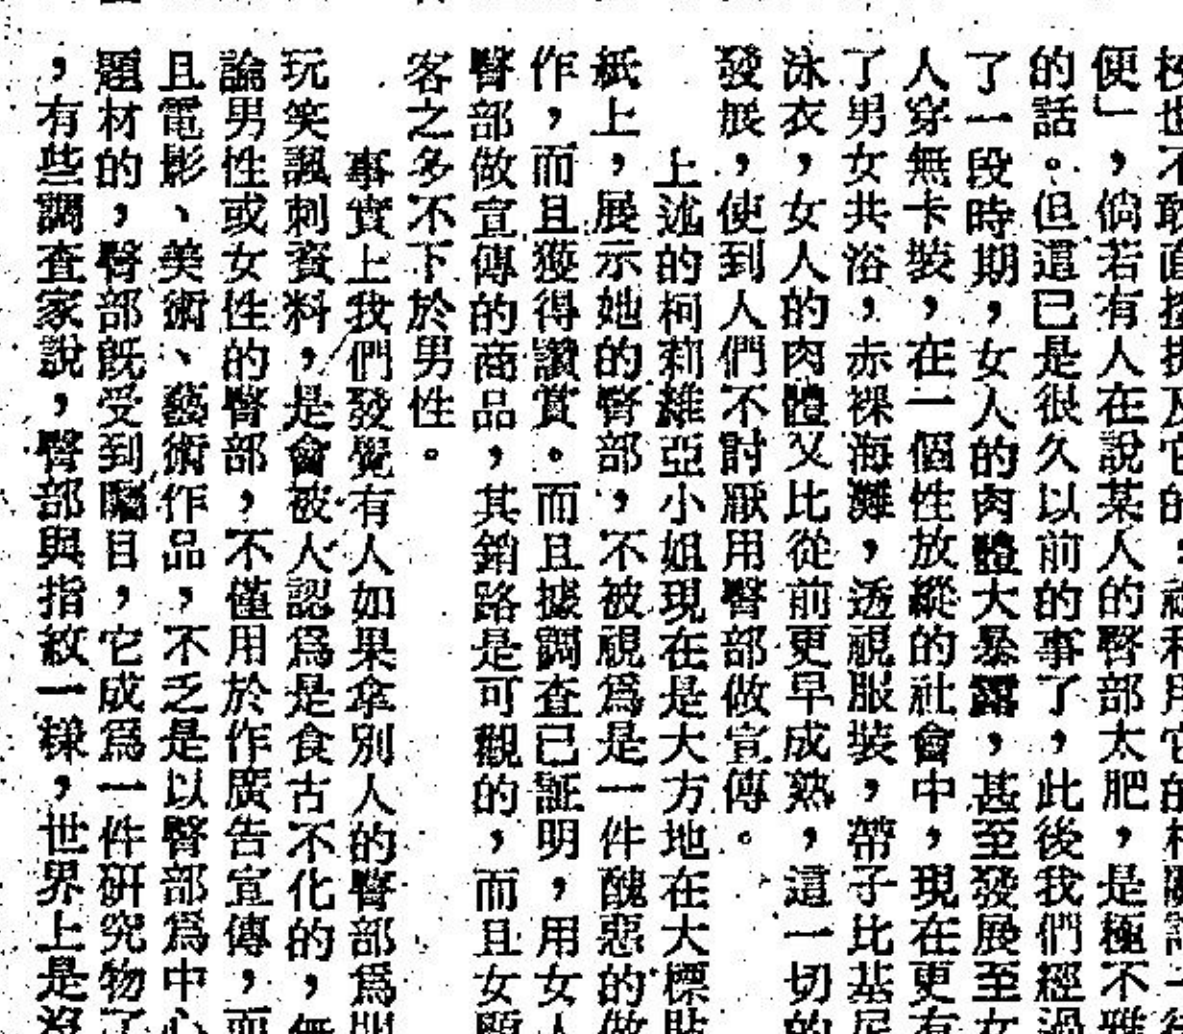 也不敢直接提及它的,
便」,倘若有人在說某人的臀部太肥,是極不雅
的話。但這已是很久以前的事了,此後我們經過
了一段時期,女人的肉體大暴露,甚至發展至女
人穿無卡裝,在一個性放縱的社會中,現在更有
了男女共浴,赤裸海灘,透視服裝,帶子比基尼
泳衣,女人的肉體又比從前更早成熟,這一切的
發展,使到人們不討厭用臀部做宣傳。
上述的柯莉維亞小姐現在是大方地在大標貼
紙上,展示她的臀部,不被視爲是一件醜惡的做
作,而且獲得讚賞。而且據調查已証明,用女人
臀部做宣傳的商品,其銷路是可觀的,而且女顧
客之多不下於男性。
事實上我們發覺有人如果拿別人的臀部爲開
玩笑諷刺資料,是會被人認爲是食古不化的,無
論男性或女性的臀部,不僅用於作廣告宣傳,而
且電影、美術、藝術作品,不乏是以臀部爲中心
題材的,臀部既受到矚目,它成爲一件研究物了
,有些調查家說,臀部與指紋一樣,世界上是沒